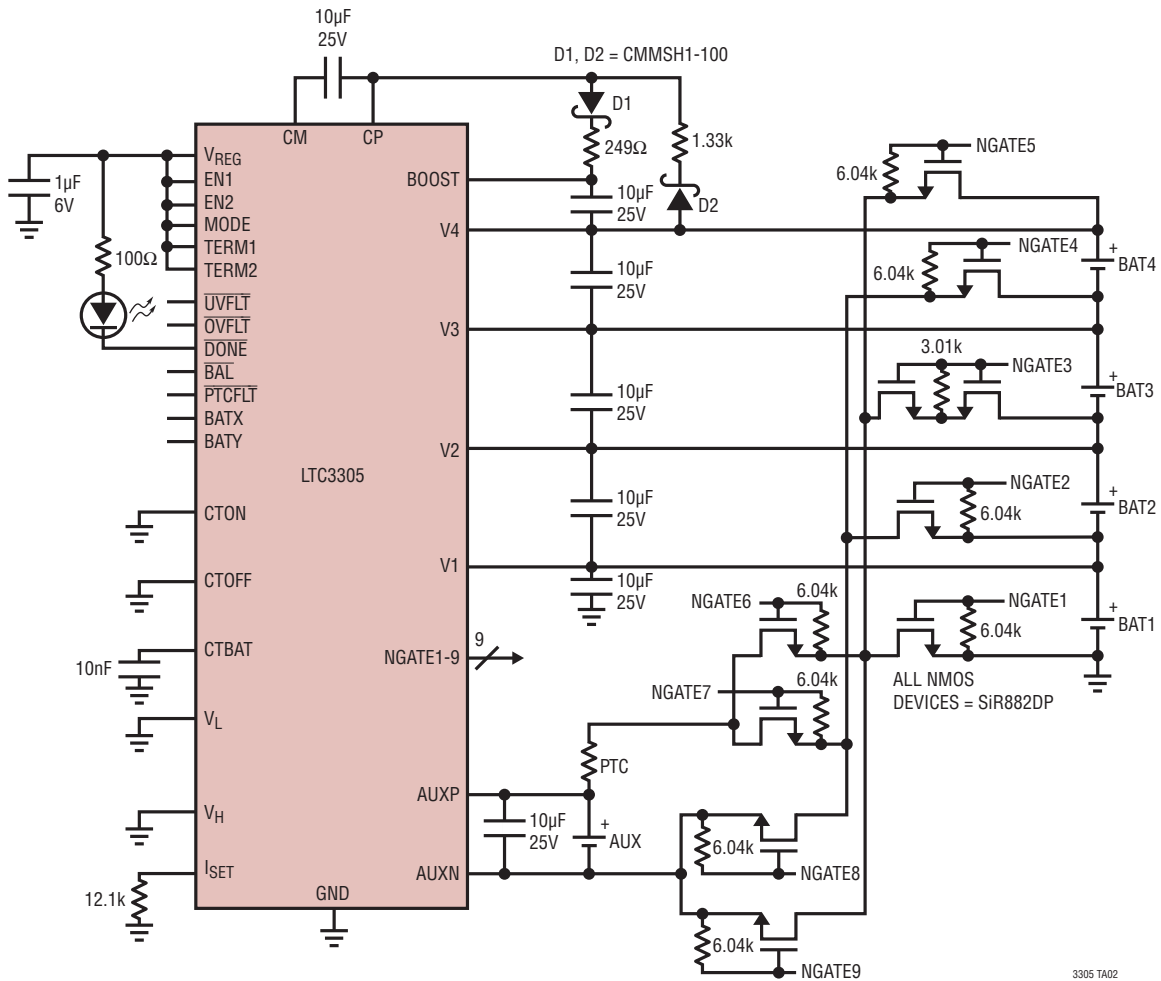 10µF
25V
D1, D2 = CMMSH1-100
CM
CP
D1
249Ω
1.33k
D2
VREG
EN1
EN2
MODE
TERM1
TERM2
1µF
6V
100Ω
UVFLT
OVFLT
DONE
BAL
PTCFLT
BATX
BATY
LTC3305
CTON
CTOFF
CTBAT
10nF
VL
VH
ISET
12.1k
GND
BOOST
10µF
25V
V4
10µF
25V
V3
10µF
25V
V2
10µF
25V
V1
10µF
25V
NGATE1-9
9
AUXP
10µF
25V
+
AUX
AUXN
PTC
NGATE5
6.04k
NGATE4
6.04k
+
BAT4
3.01k
NGATE3
+
BAT3
NGATE2
6.04k
+
BAT2
NGATE6
6.04k
NGATE1
6.04k
+
BAT1
NGATE7
6.04k
ALL NMOS
DEVICES = SiR882DP
6.04k
NGATE8
6.04k
NGATE9
3305 TA02